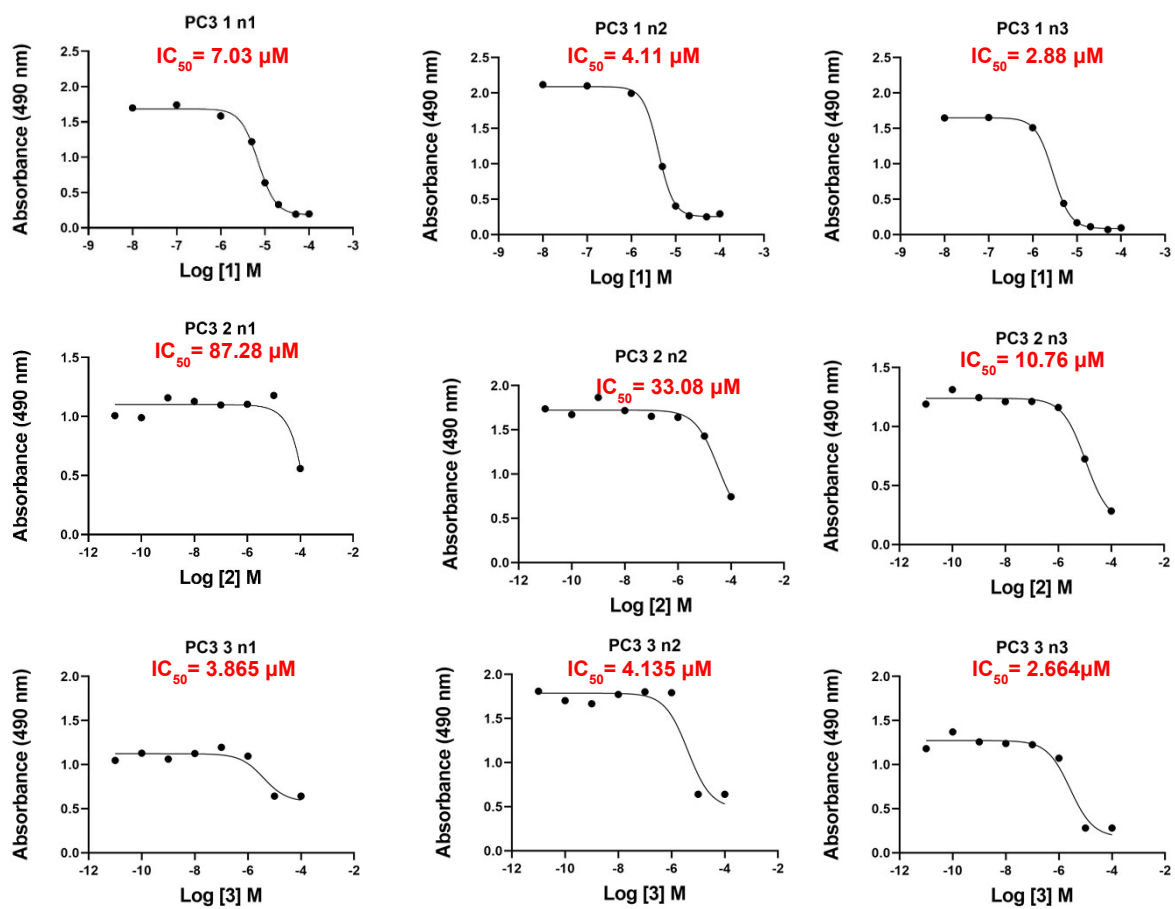 PC3 1 n1
IC50= 7.03 µM
Absorbance (490 nm)
2.5
2.0
1.5
1.0
0.5
0.0
-9 -8 -7 -6 -5 -4 -3
Log [1] M
PC3 1 n2
IC50= 4.11 µM
Absorbance (490 nm)
2.5
2.0
1.5
1.0
0.5
0.0
-9 -8 -7 -6 -5 -4 -3
Log [1] M
PC3 1 n3
IC50= 2.88 µM
Absorbance (490 nm)
2.5
2.0
1.5
1.0
0.5
0.0
-9 -8 -7 -6 -5 -4 -3
Log [1] M
PC3 2 n1
IC50= 87.28 µM
Absorbance (490 nm)
1.5
1.0
0.5
0.0
-12 -10 -8 -6 -4 -2
Log [2] M
PC3 2 n2
IC50= 33.08 µM
Absorbance (490 nm)
2.0
1.5
1.0
0.5
0.0
-12 -10 -8 -6 -4 -2
Log [2] M
PC3 2 n3
IC50= 10.76 µM
Absorbance (490 nm)
1.5
1.0
0.5
0.0
-12 -10 -8 -6 -4 -2
Log [2] M
PC3 3 n1
IC50= 3.865 µM
Absorbance (490 nm)
2.0
1.5
1.0
0.5
0.0
-12 -10 -8 -6 -4 -2
Log [3] M
PC3 3 n2
IC50= 4.135 µM
Absorbance (490 nm)
2.0
1.5
1.0
0.5
0.0
-12 -10 -8 -6 -4 -2
Log [3] M
PC3 3 n3
IC50= 2.664µM
Absorbance (490 nm)
2.0
1.5
1.0
0.5
0.0
-12 -10 -8 -6 -4 -2
Log [3] M